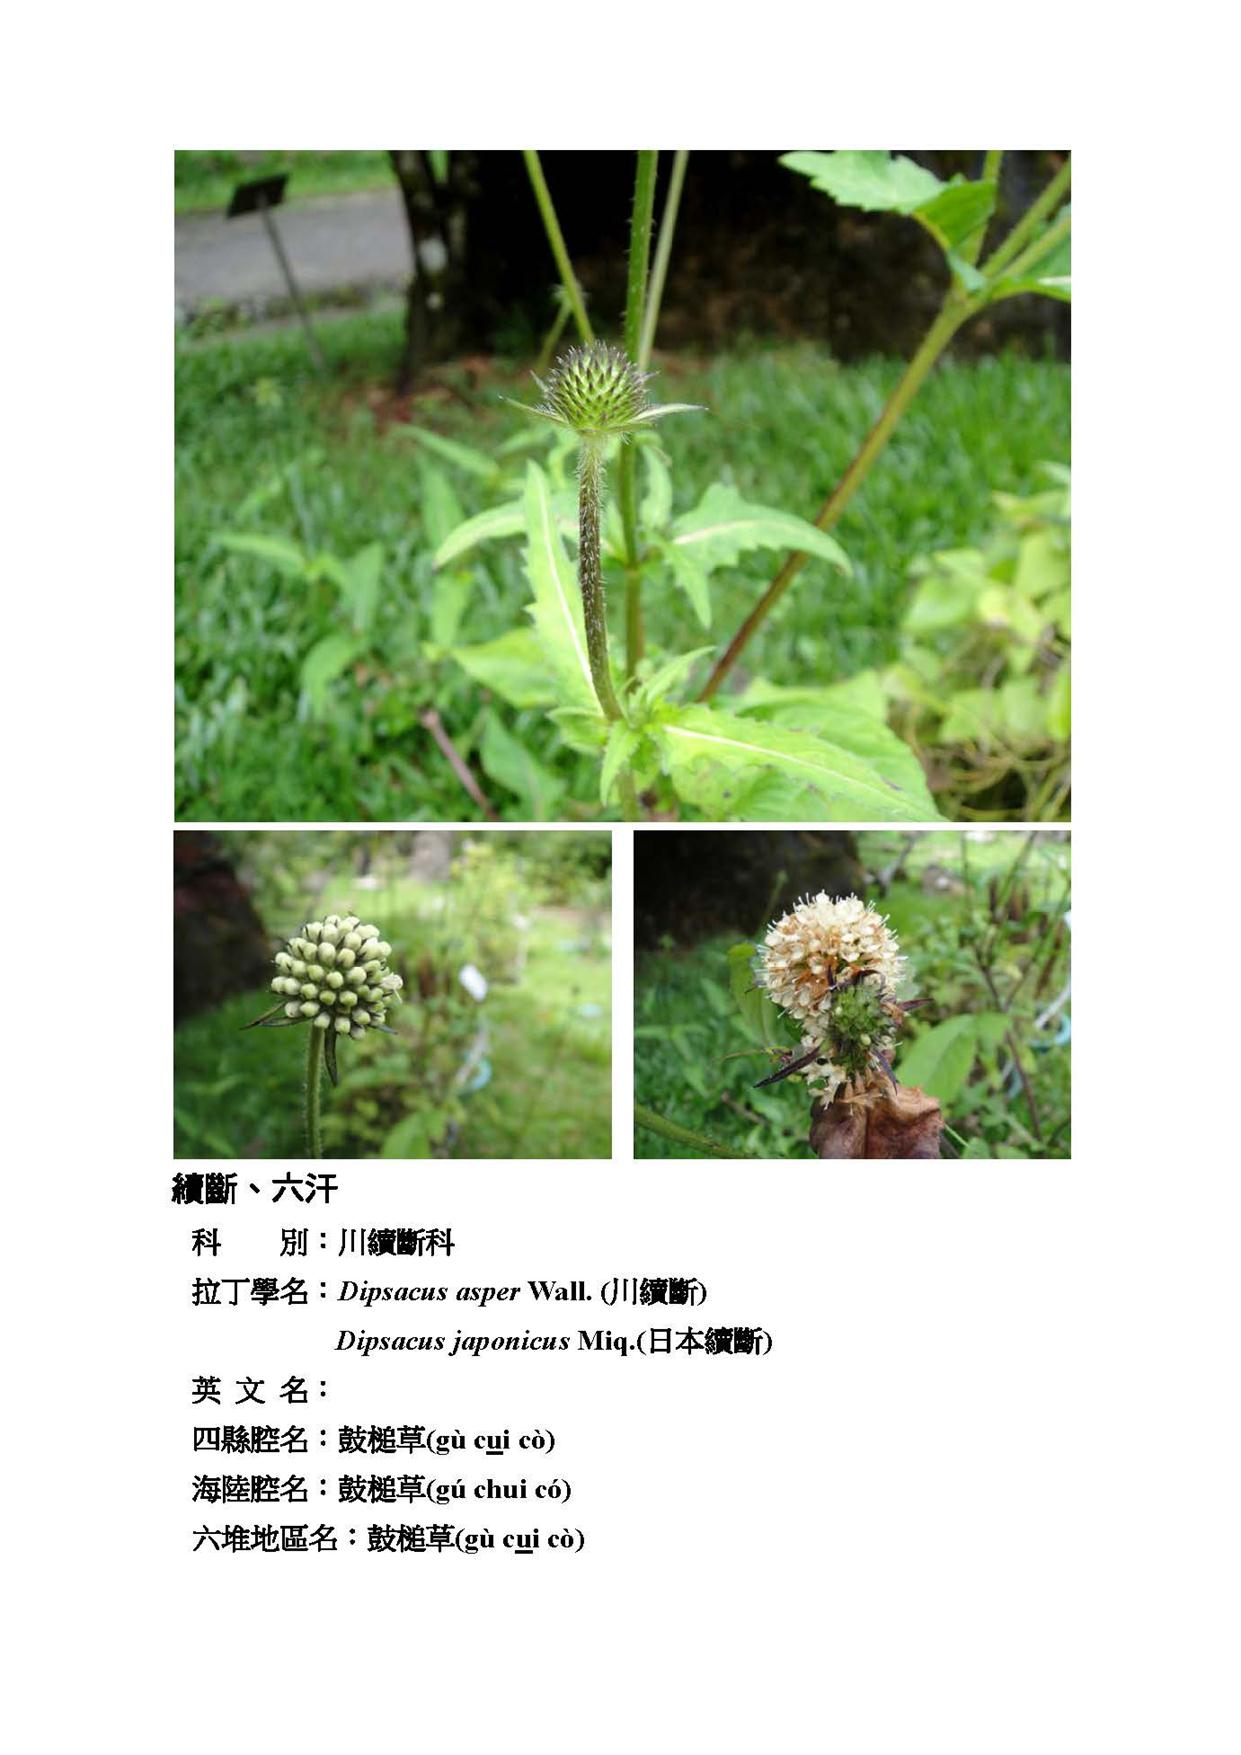 續斷、六汗
科　　別：川續斷科
拉丁學名：Dipsacus asper Wall. (川續斷)
Dipsacus japonicus Miq.(日本續斷)
英 文 名：
四縣腔名：鼓槌草(gù cui cò)
海陸腔名：鼓槌草(gú chui có)
六堆地區名：鼓槌草(gù cui cò)